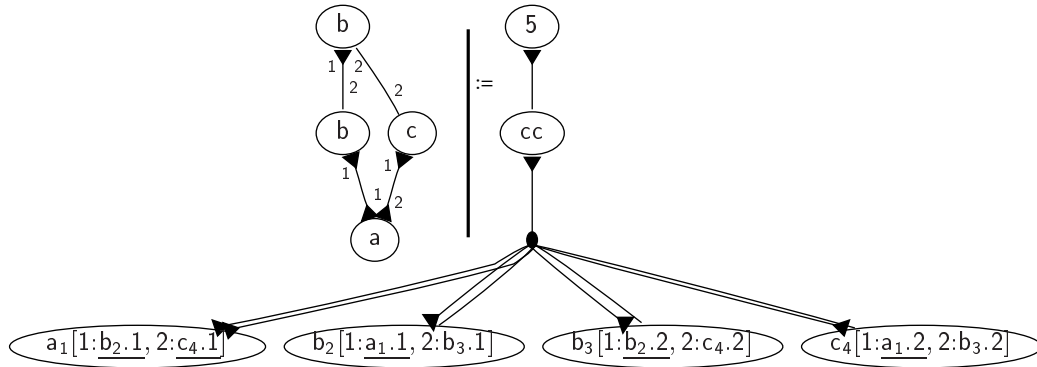 b 5
1 2
2 2
:=
b c cc
1 1
1 2
a
a₁[1:b₂.1, 2:c₄.1] b₂[1:a₁.1, 2:b₃.1] b₃[1:b₂.2, 2:c₄.2] c₄[1:a₁.2, 2:b₃.2]